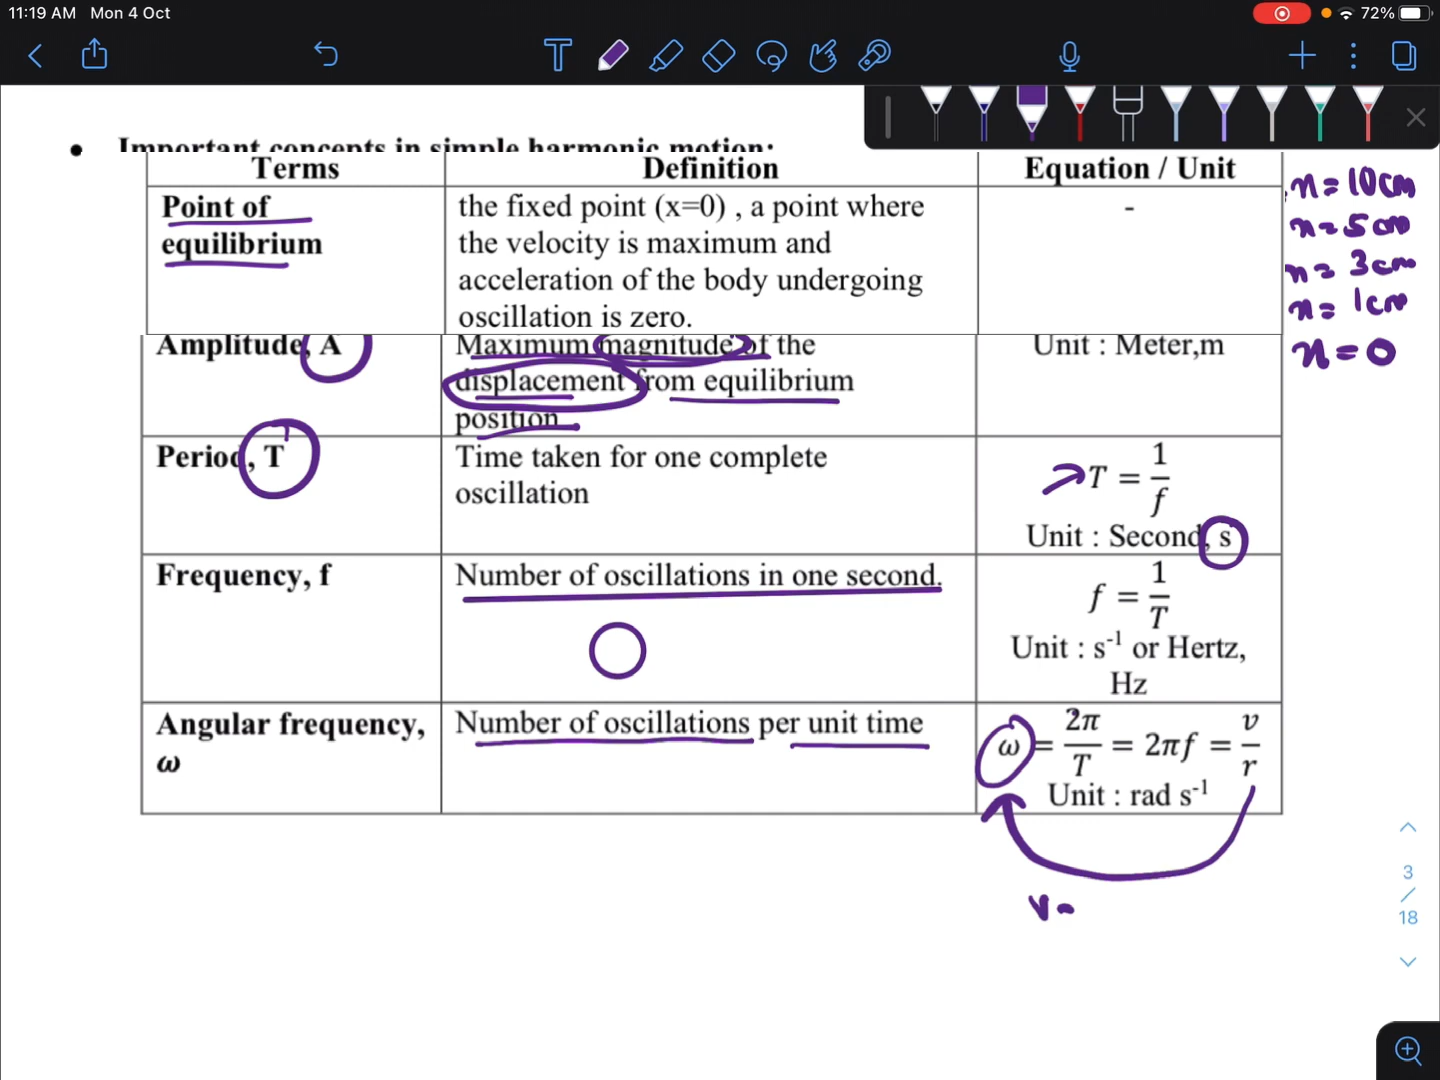 11:19 AM Mon 4 Oct
72%
Important concepts in simple harmonic motion:
Terms
Definition
Equation / Unit
Point of
equilibrium
the fixed point (x=0) , a point where
the velocity is maximum and
acceleration of the body undergoing
oscillation is zero.
-
Amplitude, A
Maximum magnitude of the
displacement from equilibrium
position
Unit : Meter,m
Period, T
Time taken for one complete
oscillation
T = 1/f
Unit : Second, s
Frequency, f
Number of oscillations in one second.
f = 1/T
Unit : s⁻¹ or Hertz,
Hz
Angular frequency,
ω
Number of oscillations per unit time
ω = 2π/T = 2πf = v/r
Unit : rad s⁻¹
x = 10cm
x = 5cm
x = 3cm
x = 1cm
x = 0
v =
3
/
18